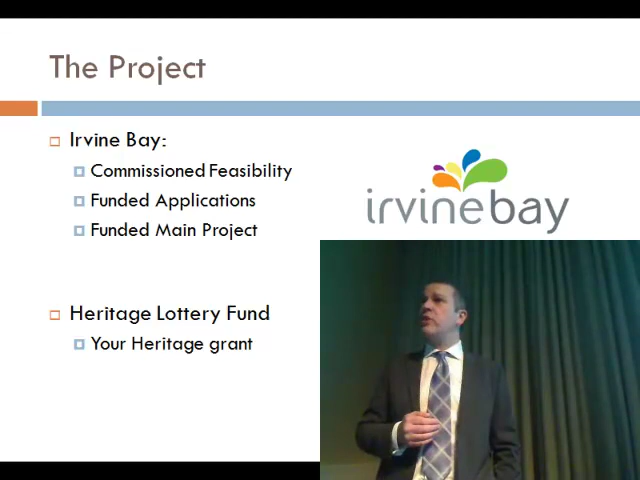 The Project
Irvine Bay:
Commissioned Feasibility
Funded Applications
Funded Main Project
irvinebay
Heritage Lottery Fund
Your Heritage grant